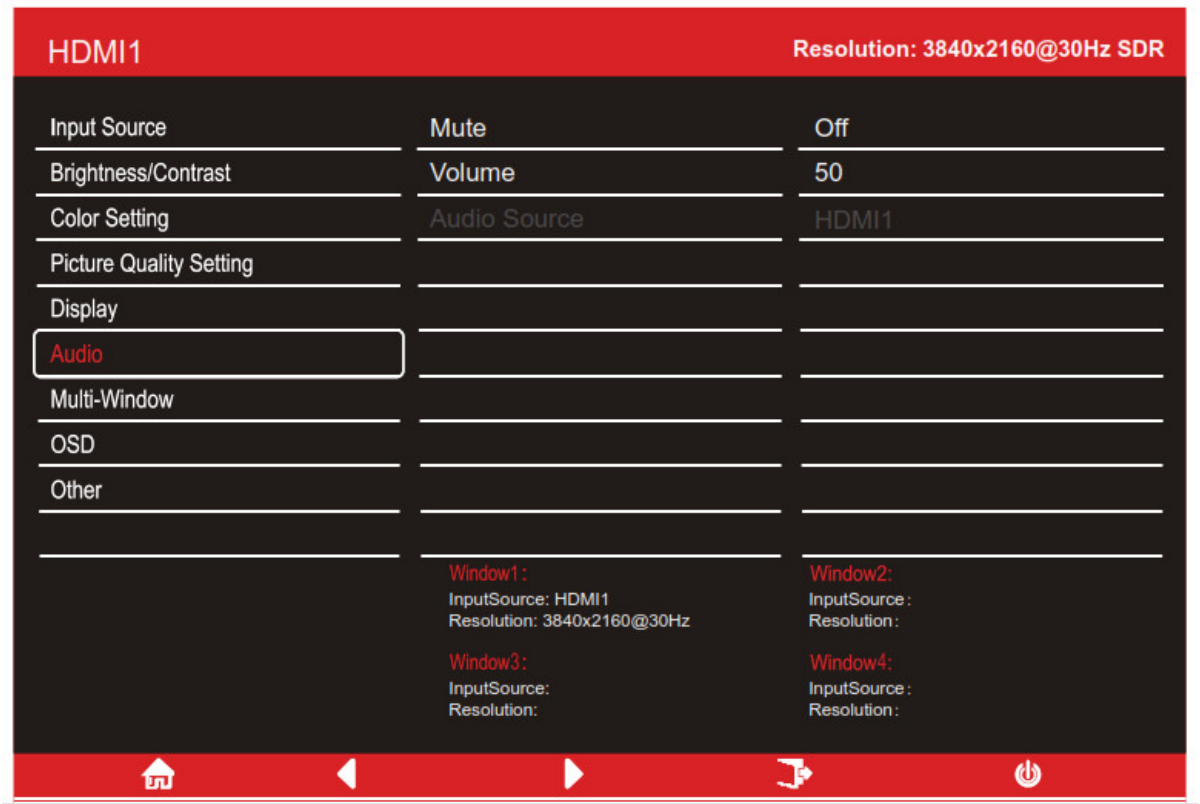 HDMI1 Resolution: 3840x2160@30Hz SDR
Input Source Mute Off
Brightness/Contrast Volume 50
Color Setting Audio Source HDMI1
Picture Quality Setting
Display
Audio
Multi-Window
OSD
Other
Window1: Window2:
InputSource: HDMI1 InputSource:
Resolution: 3840x2160@30Hz Resolution:
Window3: Window4:
InputSource: InputSource:
Resolution: Resolution: